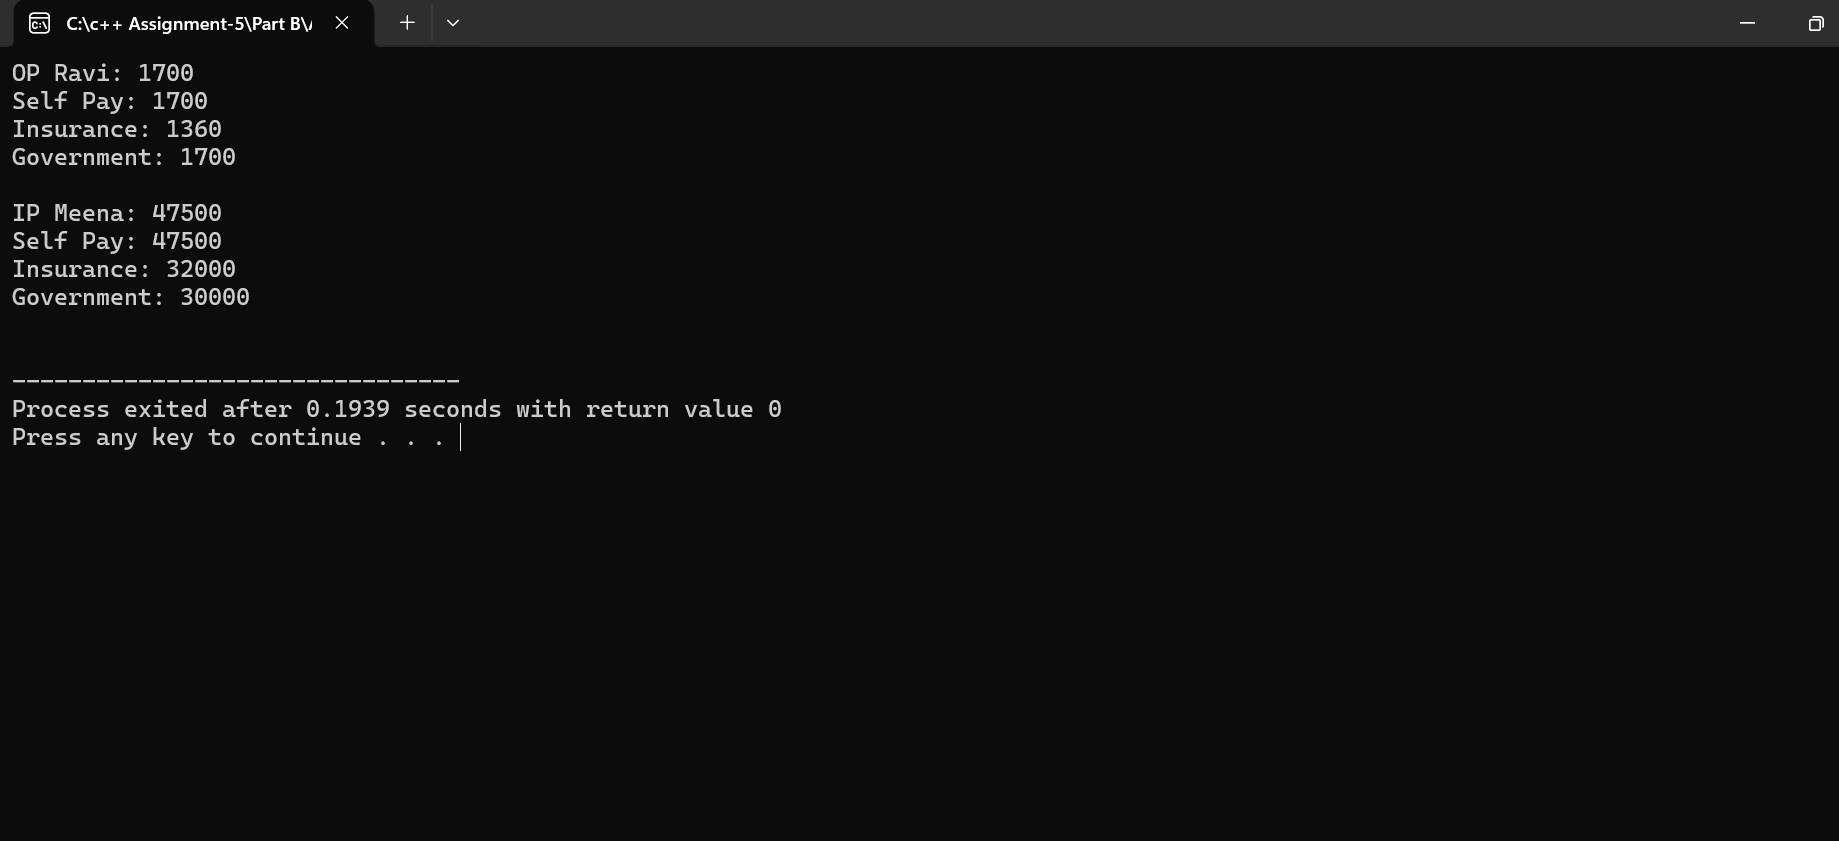 C:\c++ Assignment-5\Part B\
OP Ravi: 1700
Self Pay: 1700
Insurance: 1360
Government: 1700
IP Meena: 47500
Self Pay: 47500
Insurance: 32000
Government: 30000
--------------------------------
Process exited after 0.1939 seconds with return value 0
Press any key to continue . . .